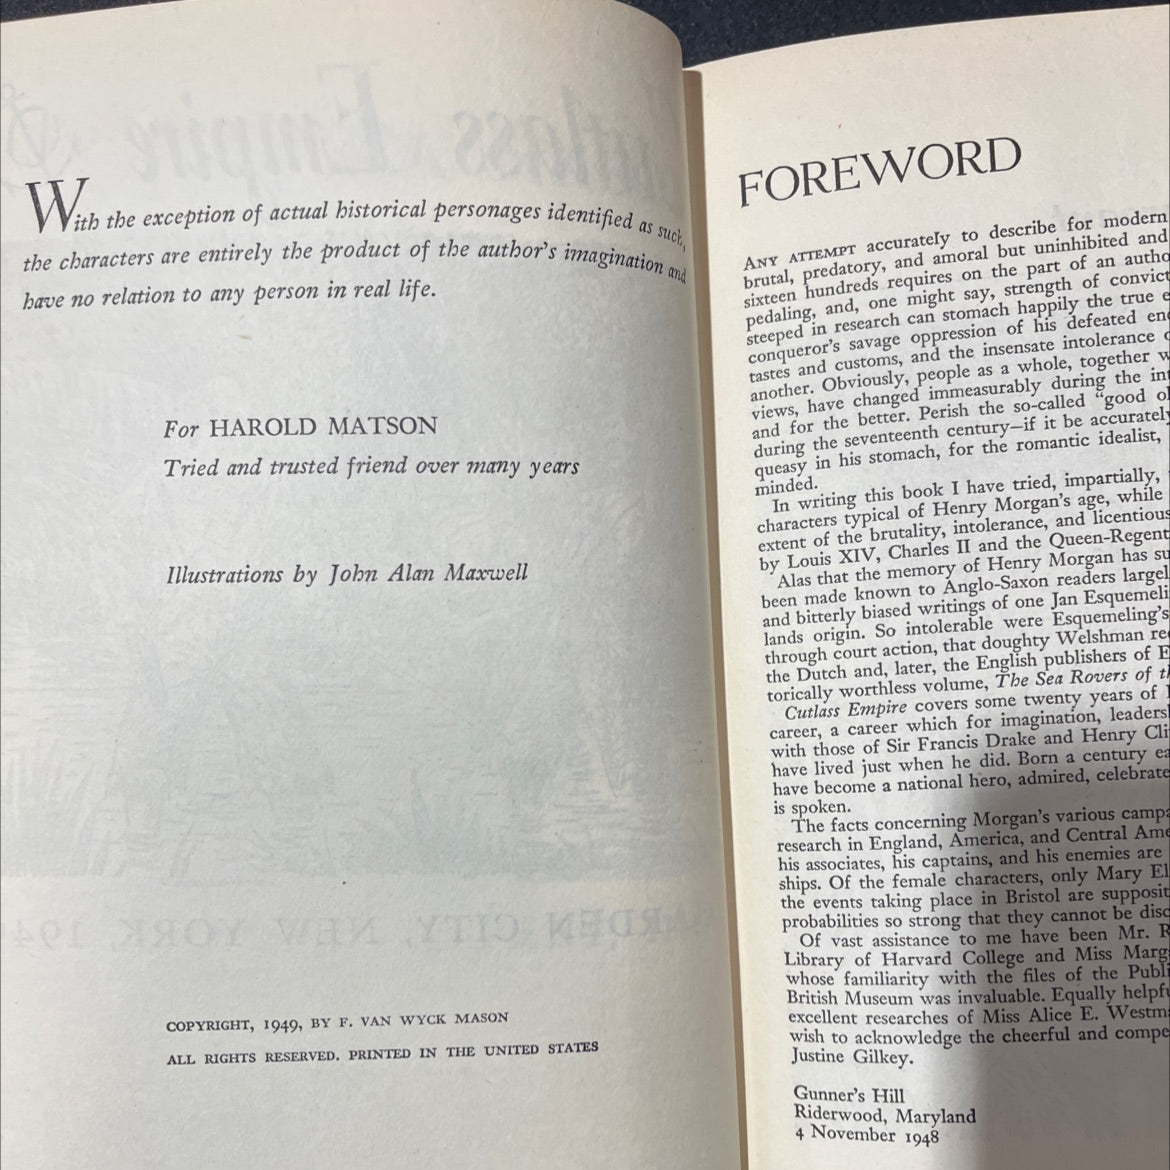 With the exception of actual historical personages identified as such,
the characters are entirely the product of the author's imagination and
have no relation to any person in real life.
For HAROLD MATSON
Tried and trusted friend over many years
Illustrations by John Alan Maxwell
COPYRIGHT, 1949, BY F. VAN WYCK MASON
ALL RIGHTS RESERVED. PRINTED IN THE UNITED STATES
FOREWORD
ANY ATTEMPT accurately to describe for modern
brutal, predatory, and amoral but uninhibited and
sixteen hundreds requires on the part of an autho
pedaling, and, one might say, strength of convict
steeped in research can stomach happily the true e
conqueror's savage oppression of his defeated en
tastes and customs, and the insensate intolerance
another. Obviously, people as a whole, together w
views, have changed immeasurably during the int
and for the better. Perish the so-called "good ol
during the seventeenth century—if it be accurately
queasy in his stomach, for the romantic idealist,
minded.
In writing this book I have tried, impartially,
characters typical of Henry Morgan's age, while
extent of the brutality, intolerance, and licentious
by Louis XIV, Charles II and the Queen-Regent
Alas that the memory of Henry Morgan has su
been made known to Anglo-Saxon readers largel
and bitterly biased writings of one Jan Esquemeli
lands origin. So intolerable were Esquemeling's
through court action, that doughty Welshman re
the Dutch and, later, the English publishers of E
torically worthless volume, The Sea Rovers of t
Cutlass Empire covers some twenty years of
career, a career which for imagination, leaders
with those of Sir Francis Drake and Henry Cli
have lived just when he did. Born a century ea
have become a national hero, admired, celebrate
is spoken.
The facts concerning Morgan's various campa
research in England, America, and Central Ame
his associates, his captains, and his enemies are
ships. Of the female characters, only Mary El
the events taking place in Bristol are supposit
probabilities so strong that they cannot be disc
Of vast assistance to me have been Mr. R
Library of Harvard College and Miss Marg
whose familiarity with the files of the Publi
British Museum was invaluable. Equally helpfu
excellent researches of Miss Alice E. Westm
wish to acknowledge the cheerful and compe
Justine Gilkey.
Gunner's Hill
Riderwood, Maryland
4 November 1948